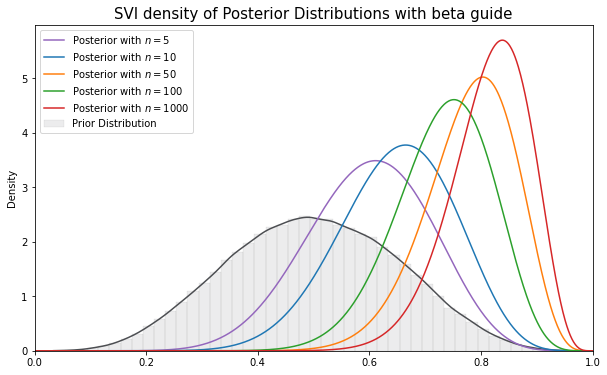 SVI density of Posterior Distributions with beta guide
Posterior with n = 5
Posterior with n = 10
Posterior with n = 50
Posterior with n = 100
Posterior with n = 1000
Prior Distribution
Density
5
4
3
2
1
0
0.0 0.2 0.4 0.6 0.8 1.0